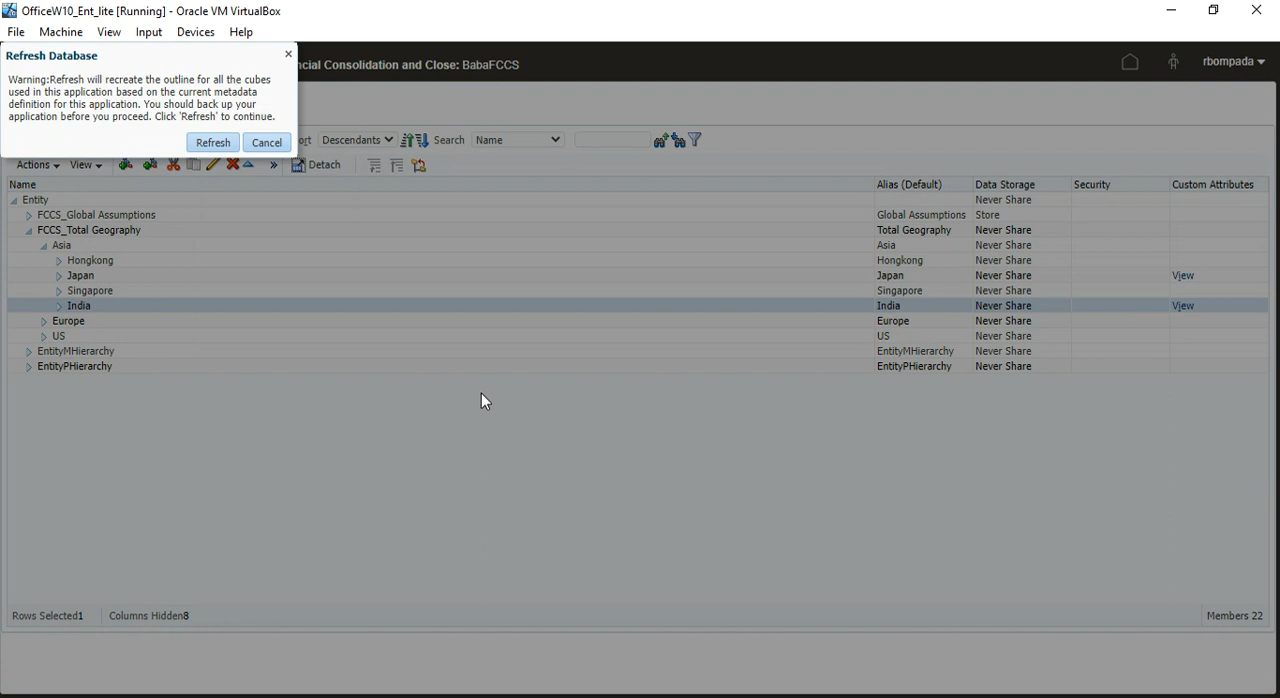 OfficeW10_Ent_lite [Running] - Oracle VM VirtualBox
File Machine View Input Devices Help
Refresh Database
Warning:Refresh will recreate the outline for all the cubes
used in this application based on the current metadata
definition for this application. You should back up your
application before you proceed. Click 'Refresh' to continue.
Refresh Cancel
ncial Consolidation and Close: BabaFCCS
rbompada
ort Descendants Search Name
Actions View » Detach
Name Alias (Default) Data Storage Security Custom Attributes
Entity Never Share
FCCS_Global Assumptions Global Assumptions Store
FCCS_Total Geography Total Geography Never Share
Asia Asia Never Share
Hongkong Hongkong Never Share
Japan Japan Never Share View
Singapore Singapore Never Share
India India Never Share View
Europe Europe Never Share
US US Never Share
EntityMHierarchy EntityMHierarchy Never Share
EntityPHierarchy EntityPHierarchy Never Share
Rows Selected1 Columns Hidden8 Members 22